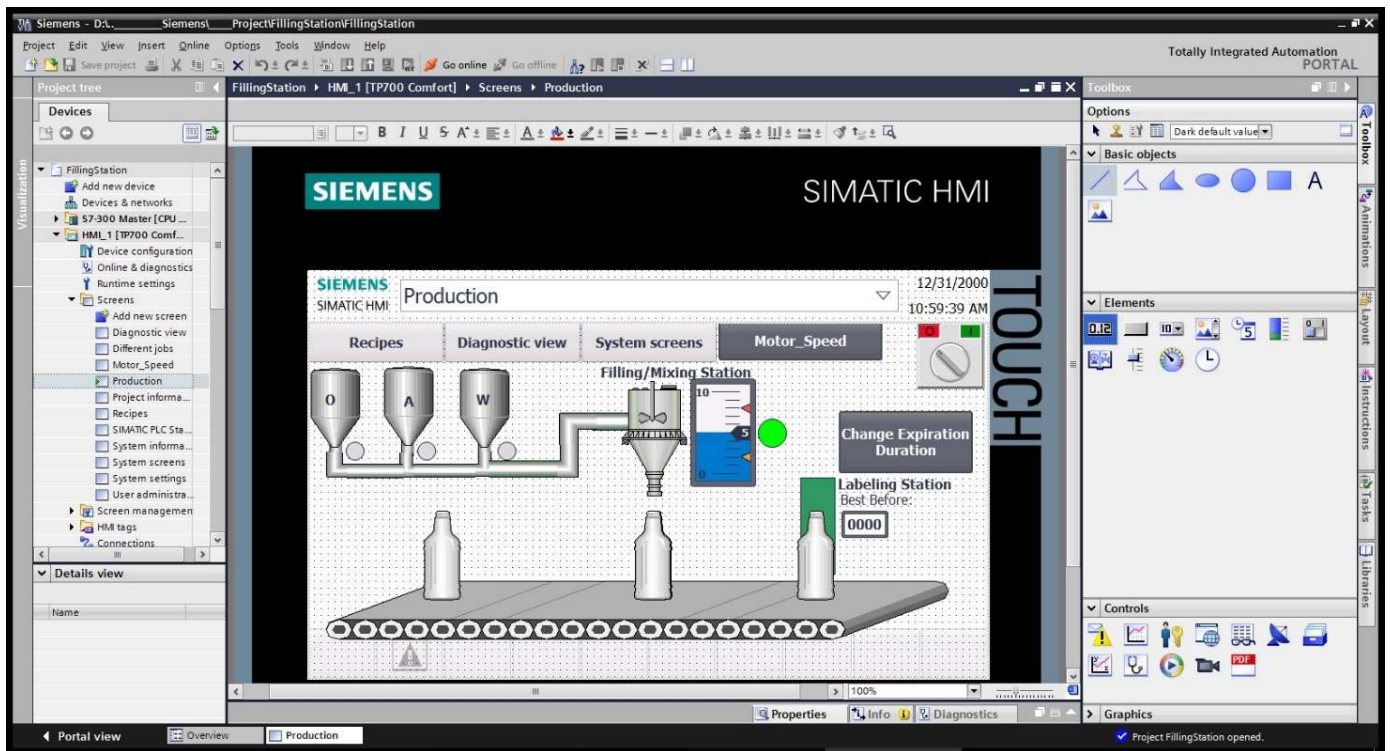 Siemens - D:\.________Siemens\____Project\FillingStation\FillingStation
Project Edit View Insert Online Options Tools Window Help
Totally Integrated Automation
PORTAL
Save project Go online Go offline
Project tree
FillingStation ▸ HMI_1 [TP700 Comfort] ▸ Screens ▸ Production
Toolbox
Devices
Options
B I U S A
Dark default value
Visualization
Basic objects
A
FillingStation
Add new device
Devices & networks
S7-300 Master [CPU ...
HMI_1 [TP700 Comf...
Device configuration
Online & diagnostics
Runtime settings
Screens
Add new screen
Diagnostic view
Different jobs
Motor_Speed
Production
Project informa...
Recipes
SIMATIC PLC Sta...
System informa...
System screens
System settings
User administra...
Screen managemen
HMI tags
Connections
Details view
Name
SIEMENS
SIMATIC HMI
TOUCH
SIEMENS
SIMATIC HMI
Production
12/31/2000
10:59:39 AM
Recipes
Diagnostic view
System screens
Motor_Speed
0 I
Filling/Mixing Station
O
A
W
10
5
0
Change Expiration
Duration
Labeling Station
Best Before:
0000
Elements
0.12
10
5
Controls
PDF
Graphics
Toolbox
Animations
Layout
Instructions
Tasks
Libraries
100%
Properties
Info
Diagnostics
Portal view
Overview
Production
Project FillingStation opened.